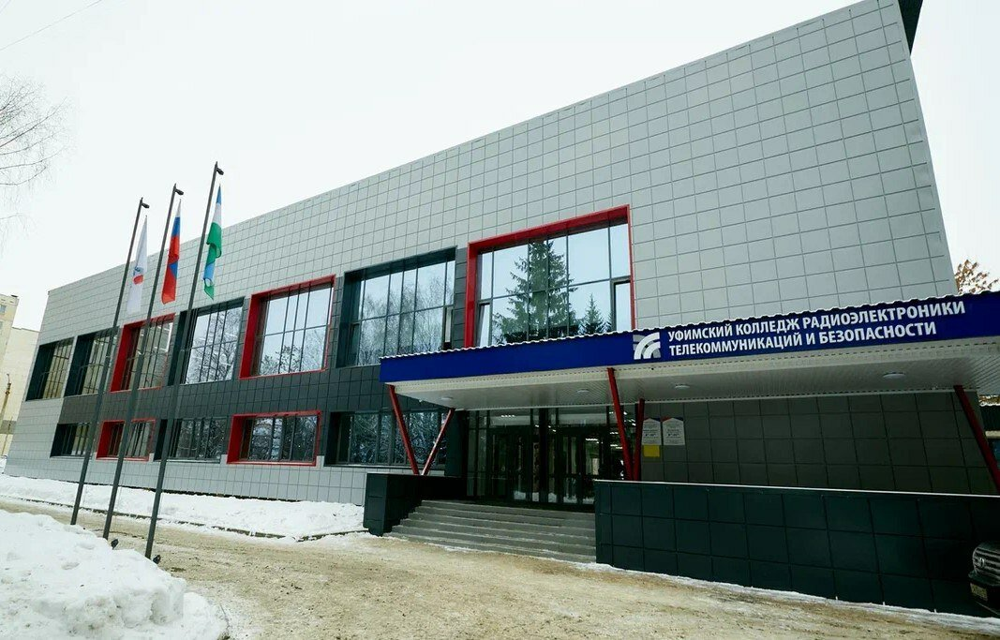 УФИМСКИЙ КОЛЛЕДЖ РАДИОЭЛЕКТРОНИКИ
ТЕЛЕКОММУНИКАЦИЙ И БЕЗОПАСНОСТИ